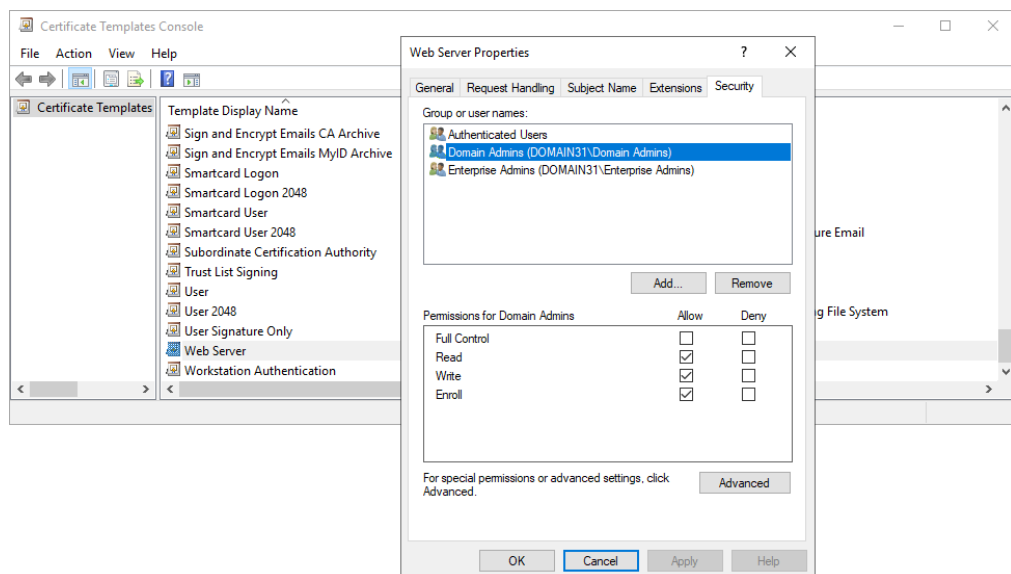 Certificate Templates Console
File Action View Help
Certificate Templates
Template Display Name
Sign and Encrypt Emails CA Archive
Sign and Encrypt Emails MyID Archive
Smartcard Logon
Smartcard Logon 2048
Smartcard User
Smartcard User 2048
Subordinate Certification Authority
Trust List Signing
User
User 2048
User Signature Only
Web Server
Workstation Authentication
ure Email
g File System
Web Server Properties
?
General Request Handling Subject Name Extensions Security
Group or user names:
Authenticated Users
Domain Admins (DOMAIN31\Domain Admins)
Enterprise Admins (DOMAIN31\Enterprise Admins)
Add... Remove
Permissions for Domain Admins Allow Deny
Full Control
Read
Write
Enroll
For special permissions or advanced settings, click
Advanced.
Advanced
OK Cancel Apply Help